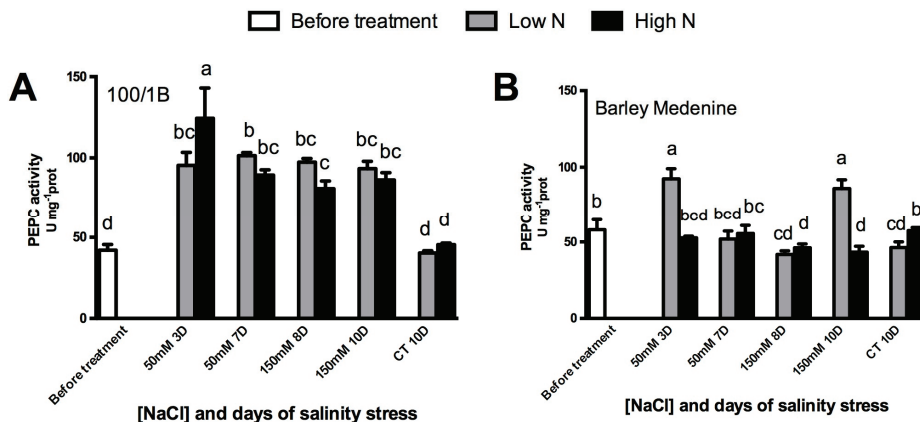 Before treatment Low N High N
A
100/1B
PEPC activity
U mg-1prot
150
100
50
0
d
bc
a
b
bc
bc
c
bc
bc
d
d
Before treatment
50mM 3D
50mM 7D
150mM 8D
150mM 10D
CT 10D
[NaCl] and days of salinity stress
B
Barley Medenine
PEPC activity
U mg-1prot
150
100
50
0
b
a
bcd
bcd
bc
cd
d
a
d
cd
b
Before treatment
50mM 3D
50mM 7D
150mM 8D
150mM 10D
CT 10D
[NaCl] and days of salinity stress